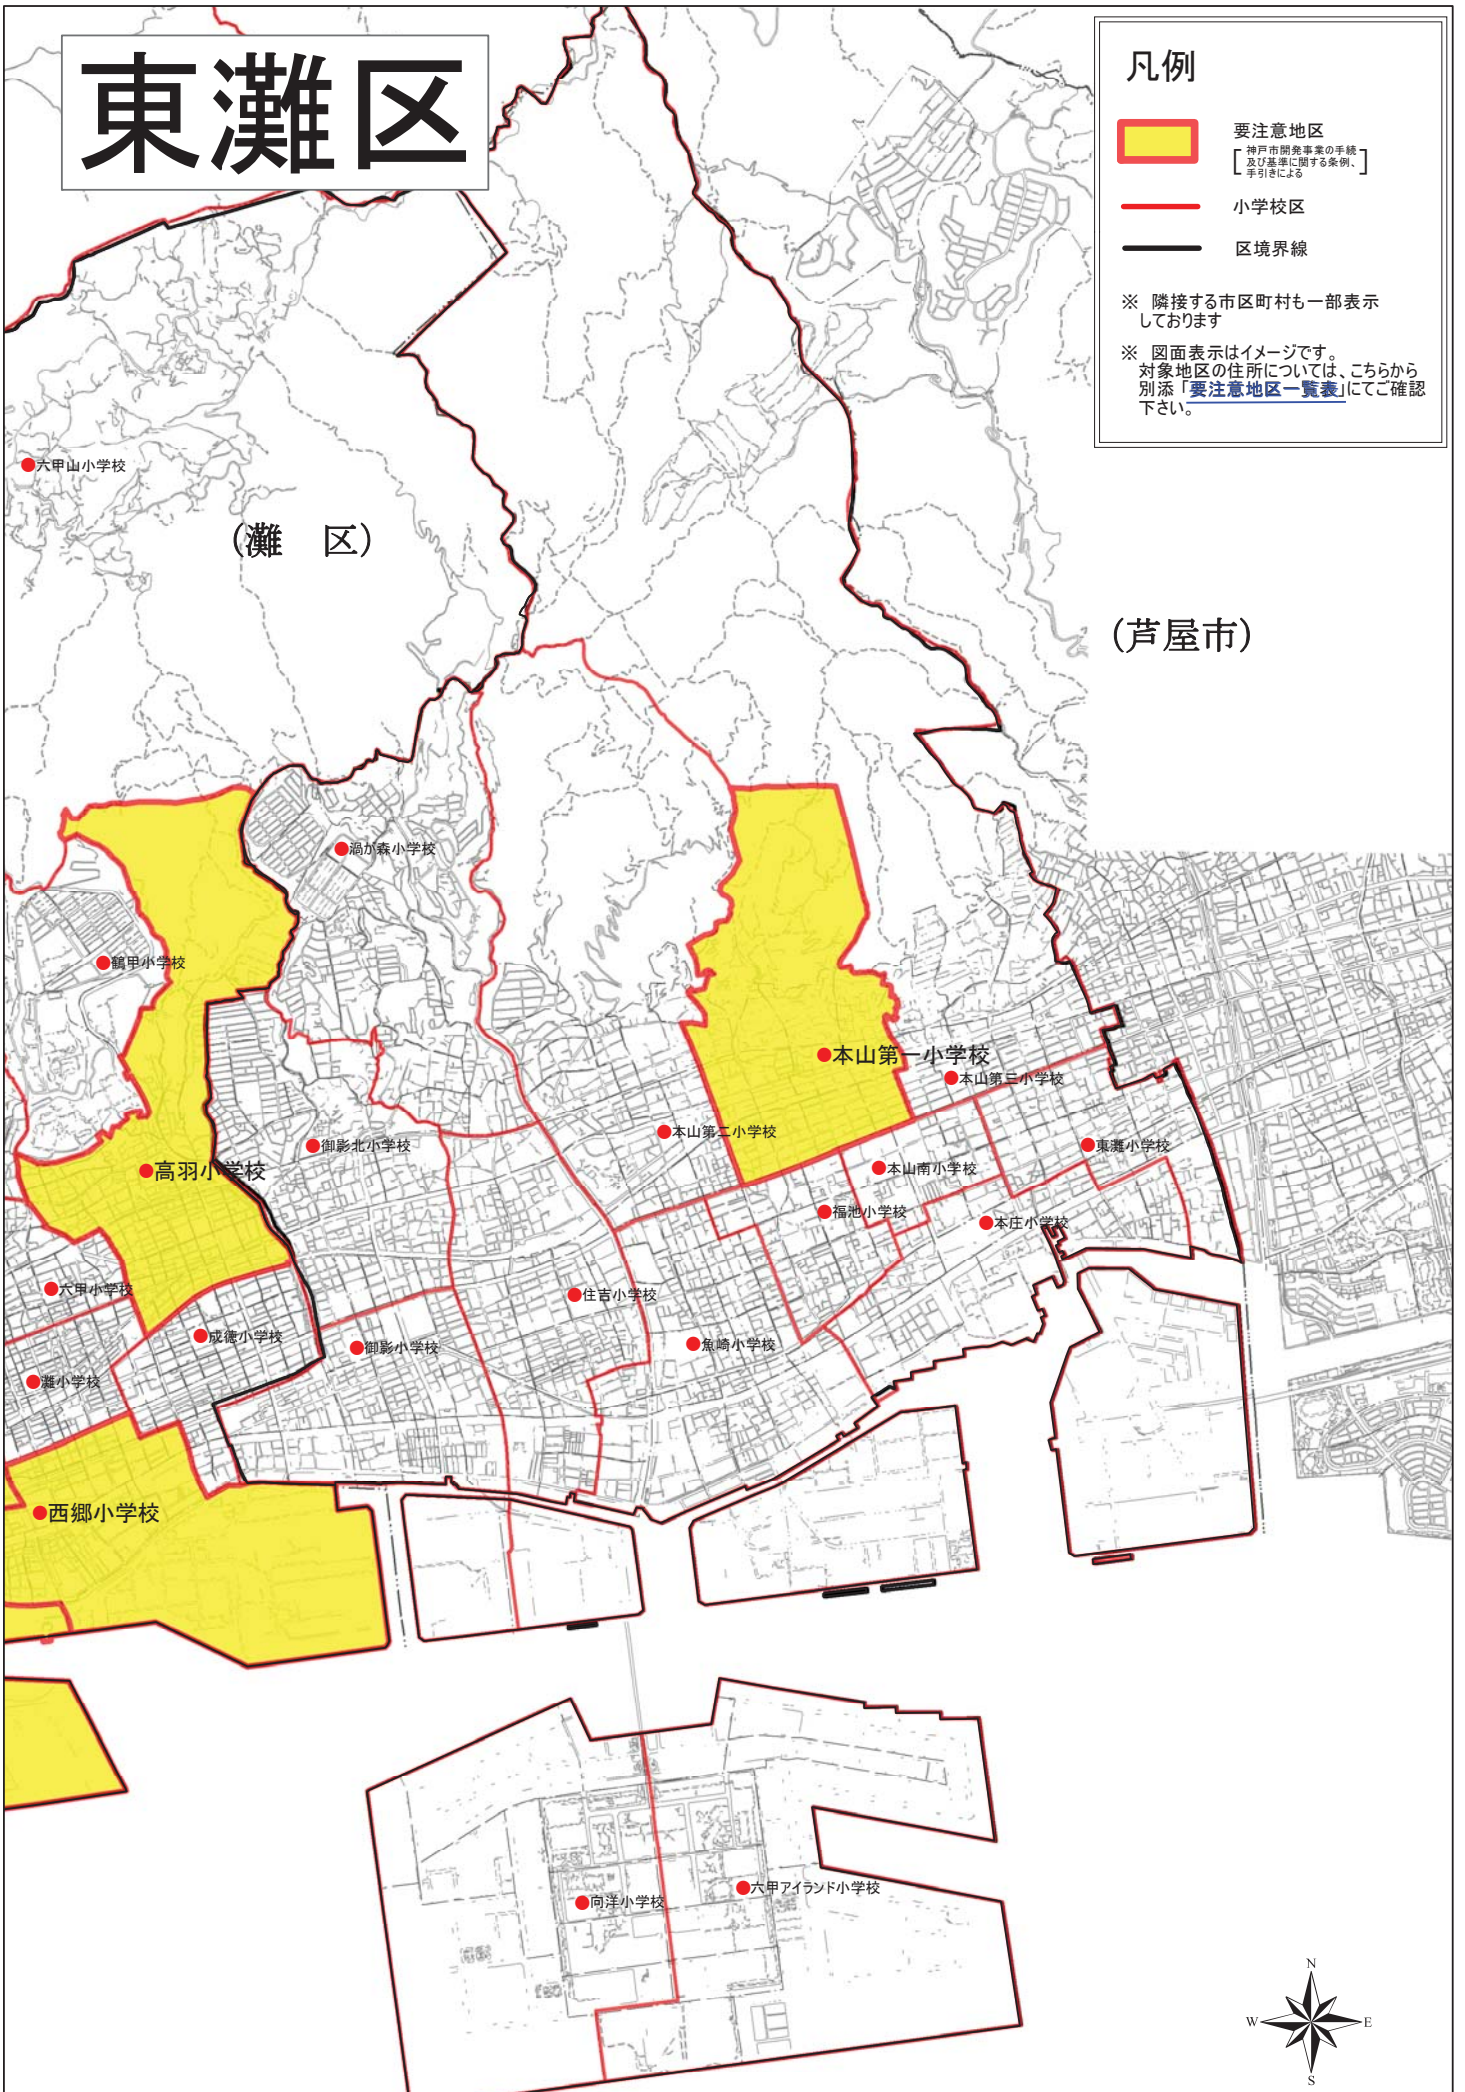 東灘区
凡例
要注意地区
神戸市開発事業の手続
及び基準に関する条例、
手引きによる
小学校区
区境界線
※ 隣接する市区町村も一部表示
しております
※ 図面表示はイメージです。
対象地区の住所については、こちらから
別添「要注意地区一覧表」にてご確認
下さい。
六甲山小学校
(灘 区)
(芦屋市)
渦が森小学校
鶴甲小学校
本山第一小学校
本山第三小学校
本山第二小学校
東灘小学校
御影北小学校
高羽小学校
本山南小学校
福池小学校
本庄小学校
六甲小学校
住吉小学校
成徳小学校
御影小学校
魚崎小学校
灘小学校
西郷小学校
六甲アイランド小学校
向洋小学校
N
W
E
S